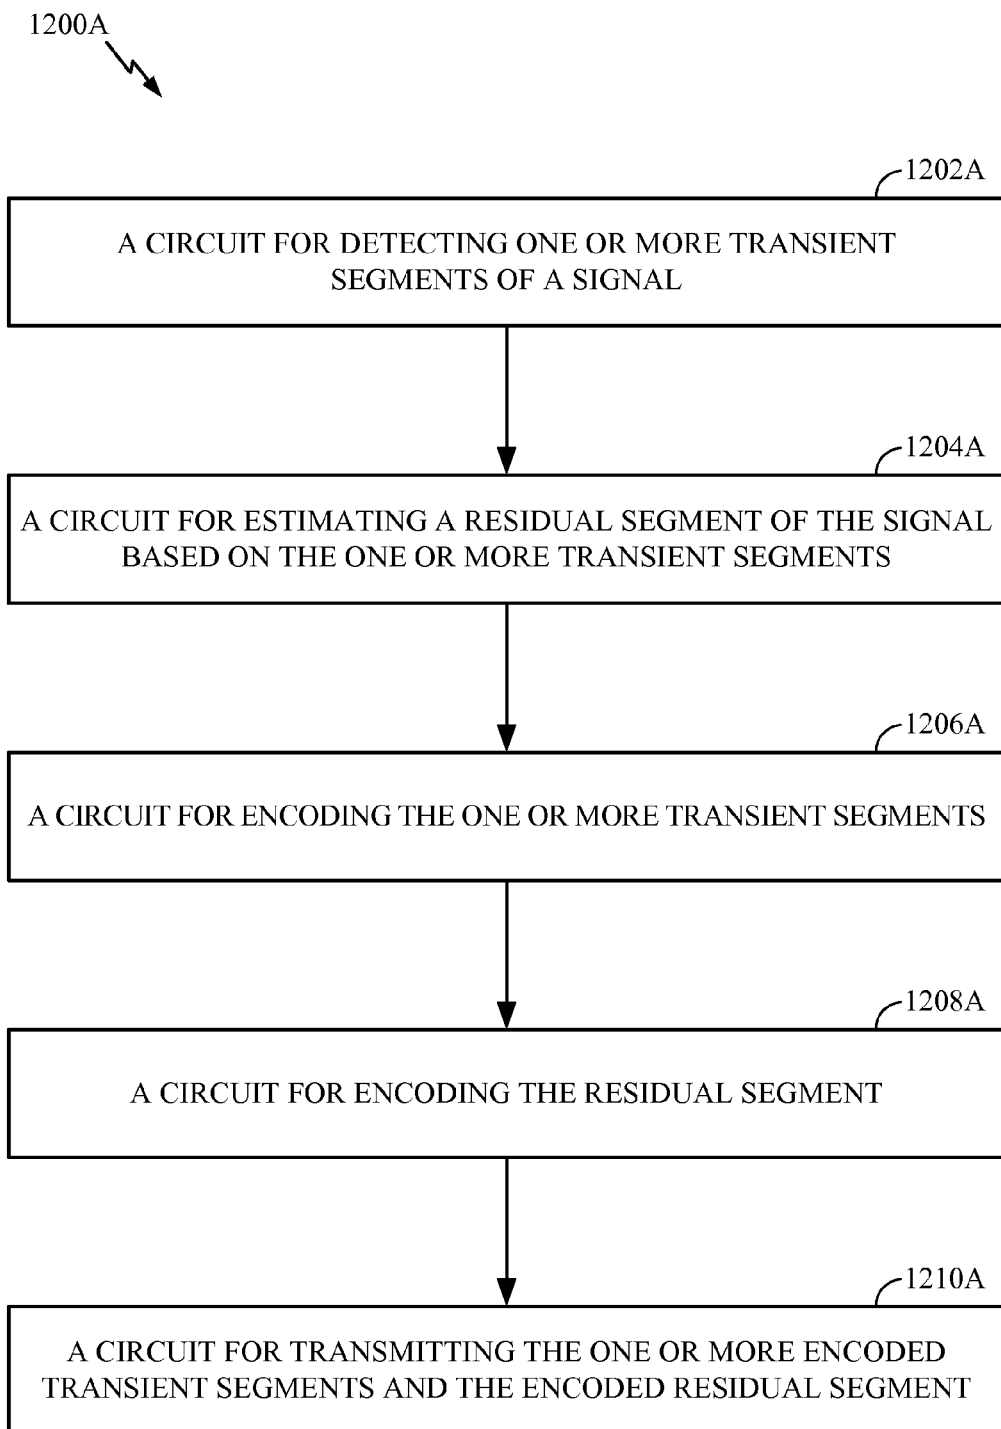 1200A
1202A
A CIRCUIT FOR DETECTING ONE OR MORE TRANSIENT
SEGMENTS OF A SIGNAL
1204A
A CIRCUIT FOR ESTIMATING A RESIDUAL SEGMENT OF THE SIGNAL
BASED ON THE ONE OR MORE TRANSIENT SEGMENTS
1206A
A CIRCUIT FOR ENCODING THE ONE OR MORE TRANSIENT SEGMENTS
1208A
A CIRCUIT FOR ENCODING THE RESIDUAL SEGMENT
1210A
A CIRCUIT FOR TRANSMITTING THE ONE OR MORE ENCODED
TRANSIENT SEGMENTS AND THE ENCODED RESIDUAL SEGMENT